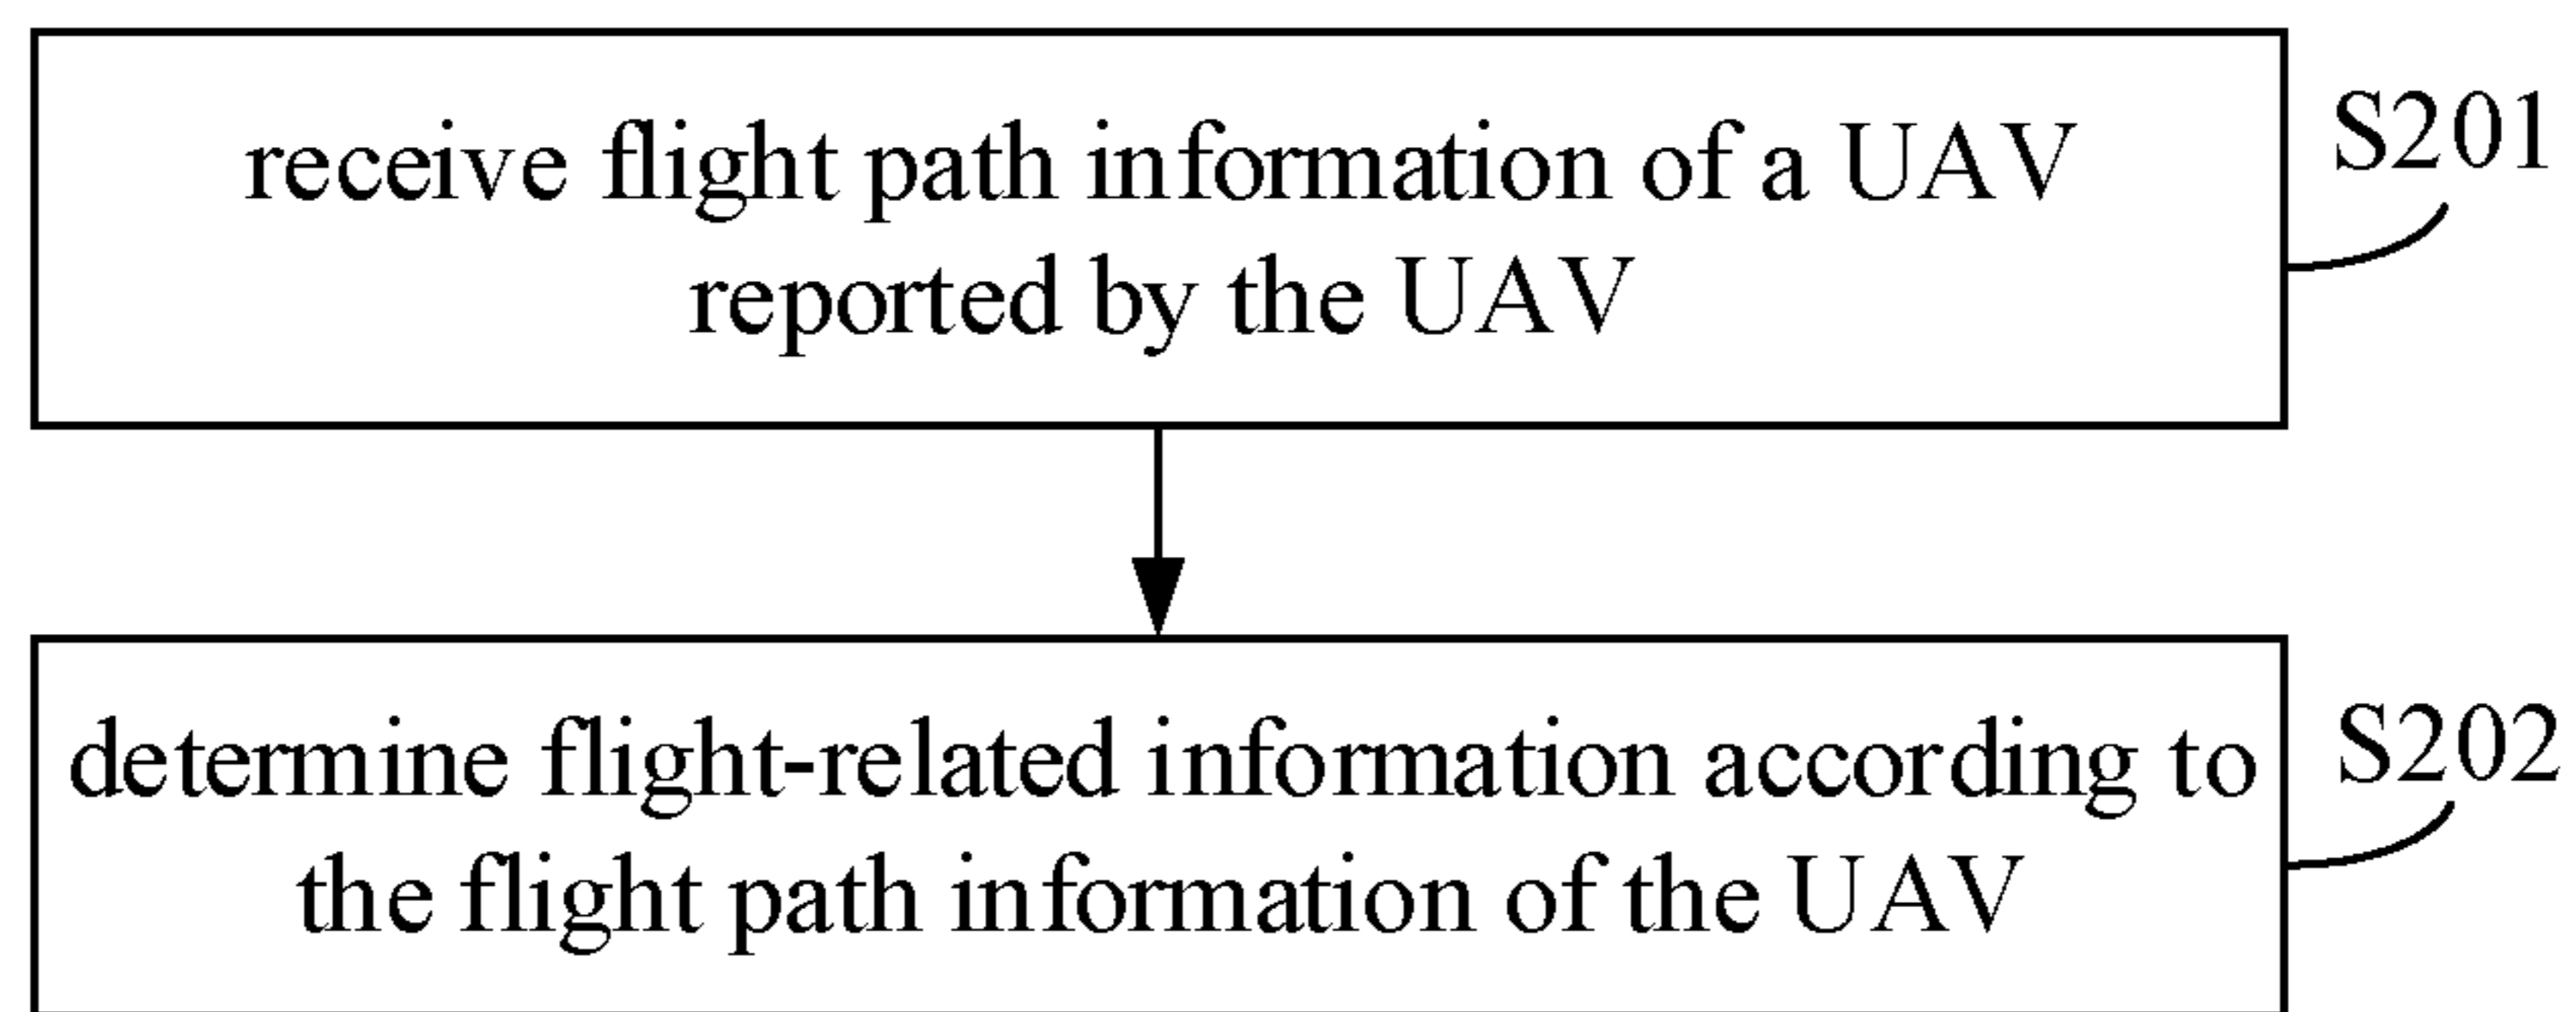 receive flight path information of a UAV
reported by the UAV
S201
determine flight-related information according to
the flight path information of the UAV
S202